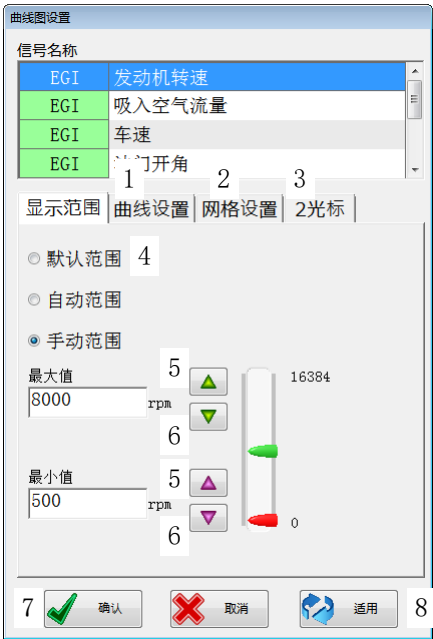 曲线图设置
信号名称
EGI 发动机转速
EGI 吸入空气流量
EGI 车速
EGI 油门开角
1 2 3
显示范围 曲线设置 网格设置 2光标
默认范围 4
自动范围
手动范围
最大值 5 16384
8000 rpm
6
最小值 5
500 rpm
6 0
7 确认 取消 适用 8